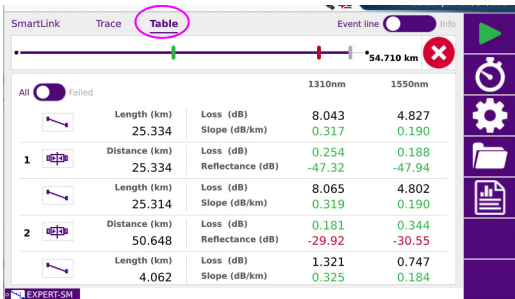 SmartLink Trace Table Event line Info
54.710 km
All Failed 1310nm 1550nm
Length (km) Loss (dB) 8.043 4.827
25.334 Slope (dB/km) 0.317 0.190
Distance (km) Loss (dB) 0.254 0.188
1 25.334 Reflectance (dB) -47.32 -47.94
Length (km) Loss (dB) 8.065 4.802
25.314 Slope (dB/km) 0.319 0.190
Distance (km) Loss (dB) 0.181 0.344
2 50.648 Reflectance (dB) -29.92 -30.55
Length (km) Loss (dB) 1.321 0.747
4.062 Slope (dB/km) 0.325 0.184
EXPERT-SM